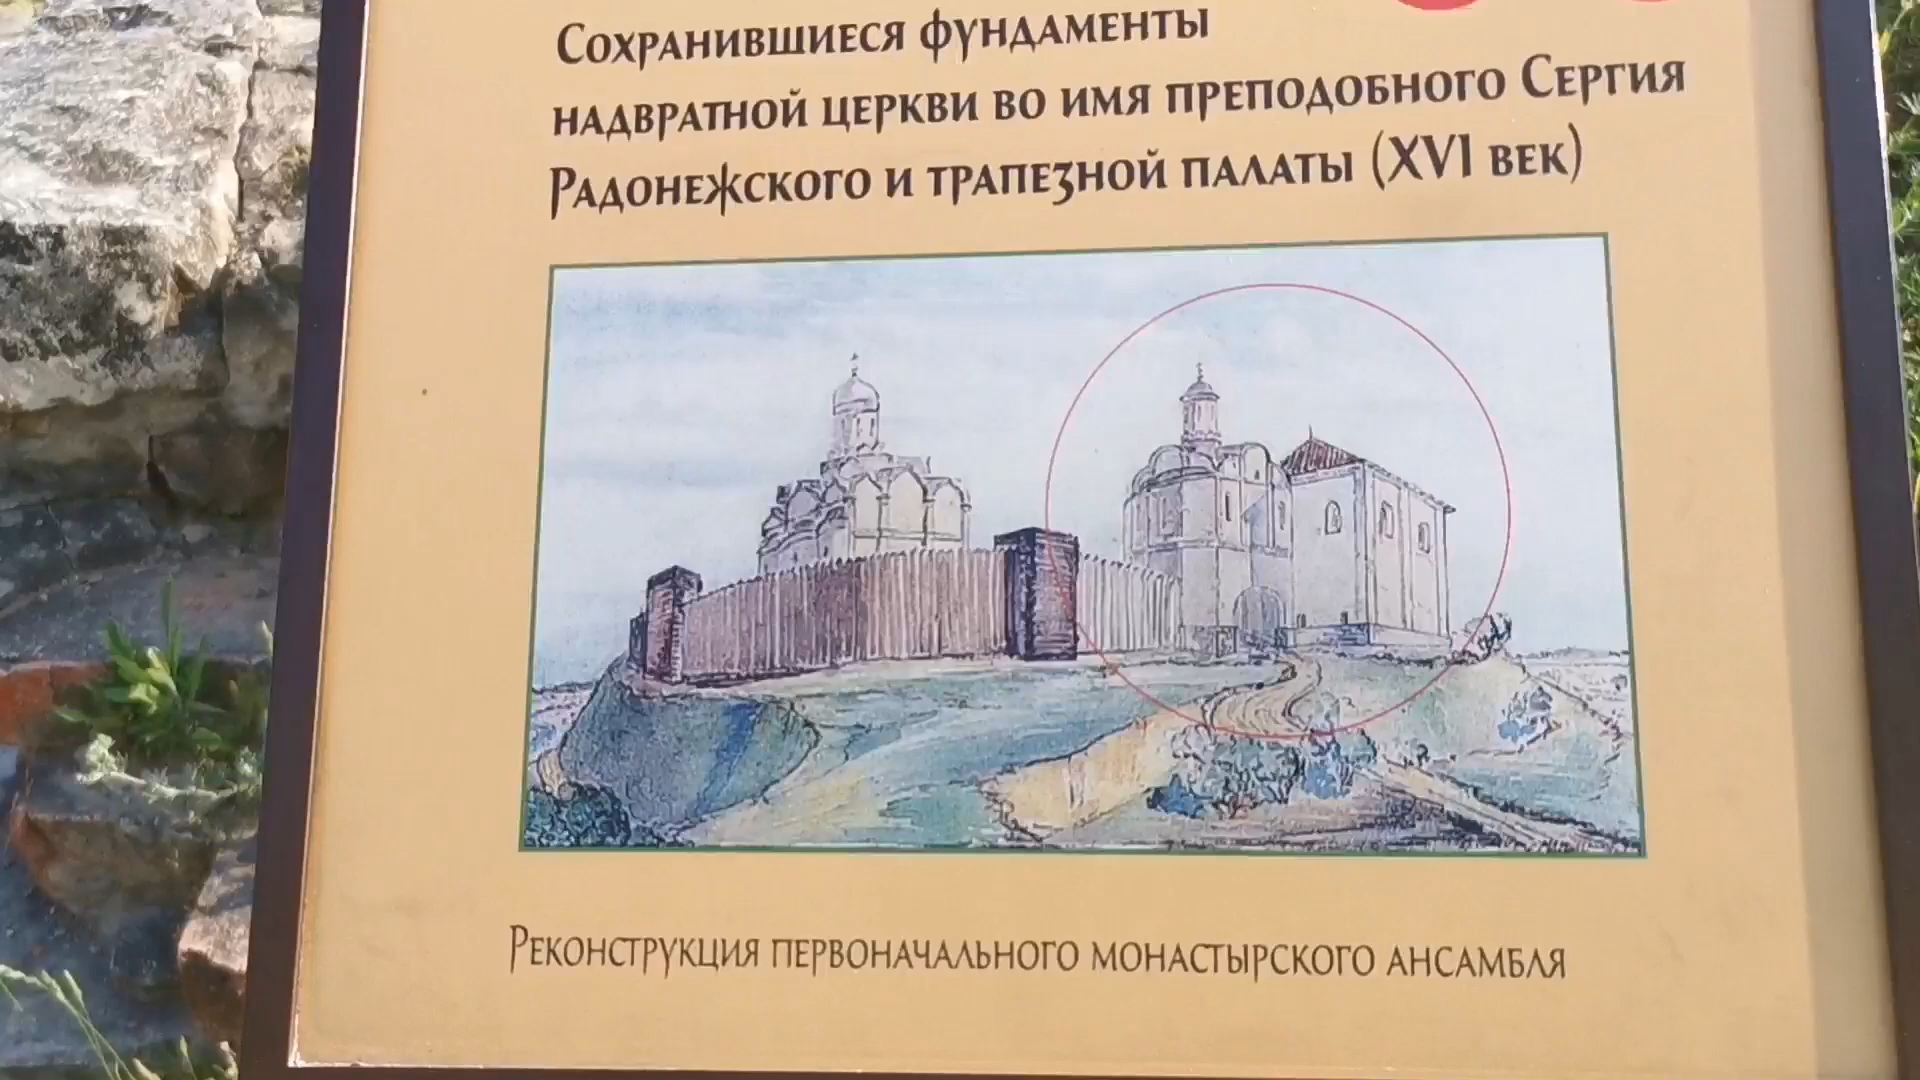 Сохранившиеся фундаменты
надвратной церкви во имя преподобного Сергия
Радонежского и трапезной палаты (XVI век)
Реконструкция первоначального монастырского ансамбля